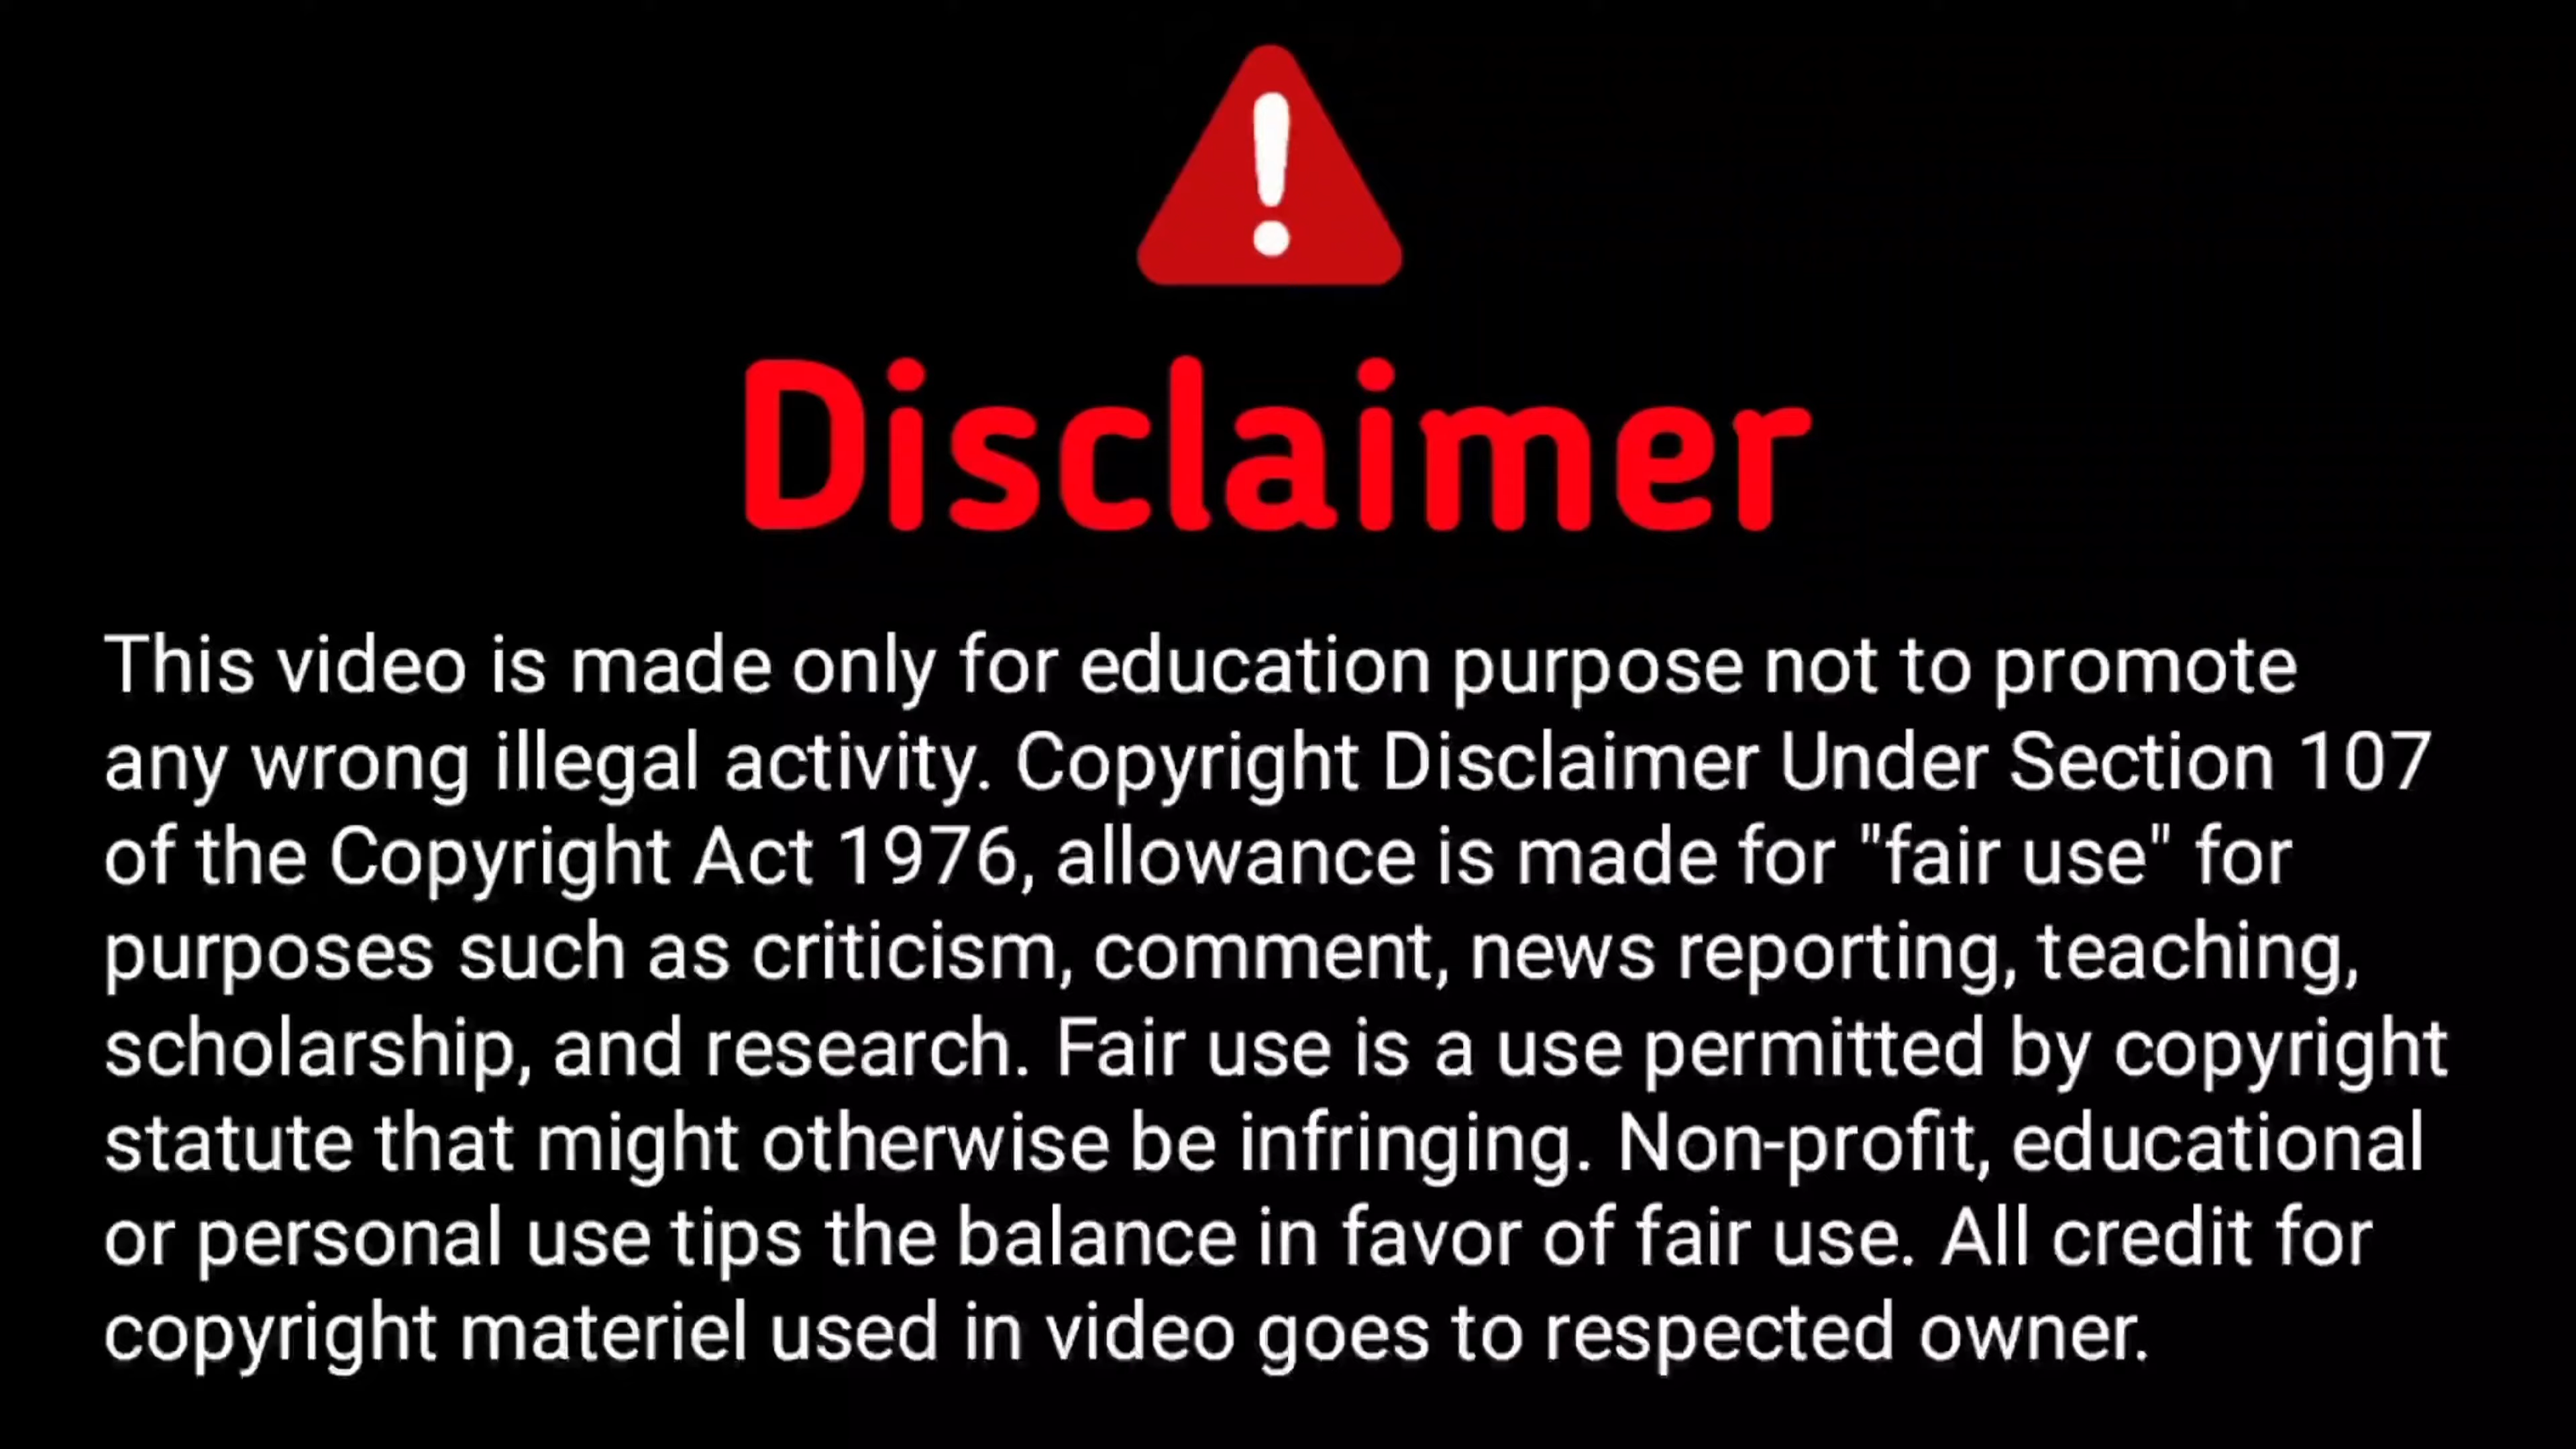 Disclaimer
This video is made only for education purpose not to promote
any wrong illegal activity. Copyright Disclaimer Under Section 107
of the Copyright Act 1976, allowance is made for "fair use" for
purposes such as criticism, comment, news reporting, teaching,
scholarship, and research. Fair use is a use permitted by copyright
statute that might otherwise be infringing. Non-profit, educational
or personal use tips the balance in favor of fair use. All credit for
copyright materiel used in video goes to respected owner.